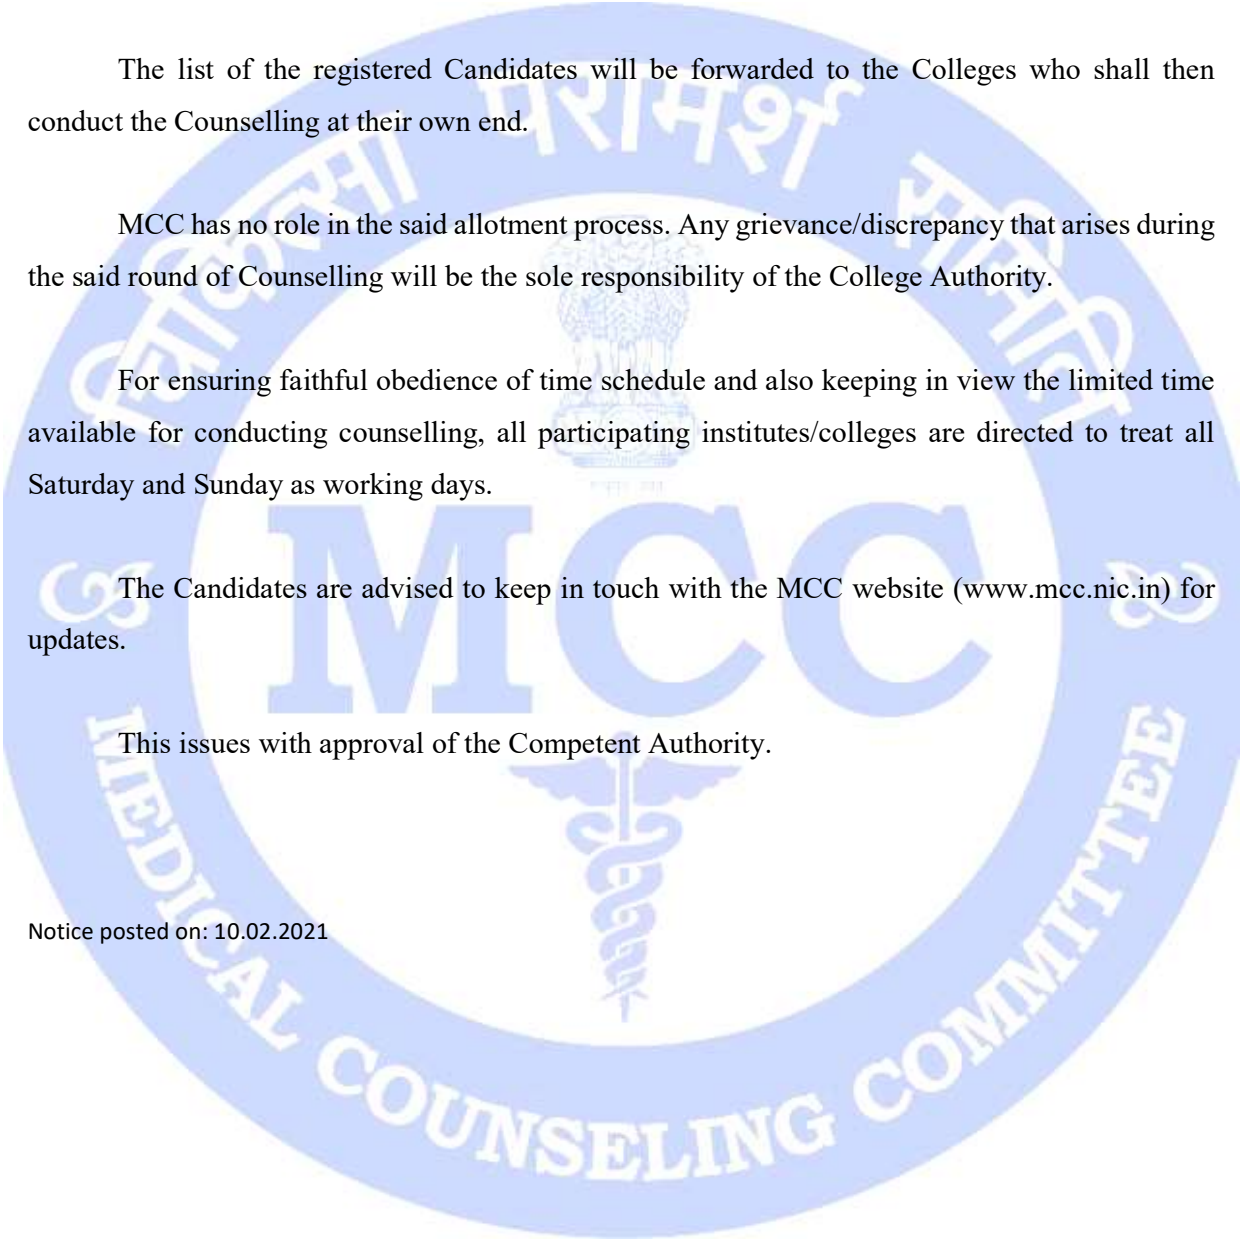 The list of the registered Candidates will be forwarded to the Colleges who shall then
conduct the Counselling at their own end.
MCC has no role in the said allotment process. Any grievance/discrepancy that arises during
the said round of Counselling will be the sole responsibility of the College Authority.
For ensuring faithful obedience of time schedule and also keeping in view the limited time
available for conducting counselling, all participating institutes/colleges are directed to treat all
Saturday and Sunday as working days.
The Candidates are advised to keep in touch with the MCC website (www.mcc.nic.in) for
updates.
This issues with approval of the Competent Authority.
Notice posted on: 10.02.2021
चिकित्सा परामर्श समिति
MCC
MEDICAL COUNSELING COMMITTEE